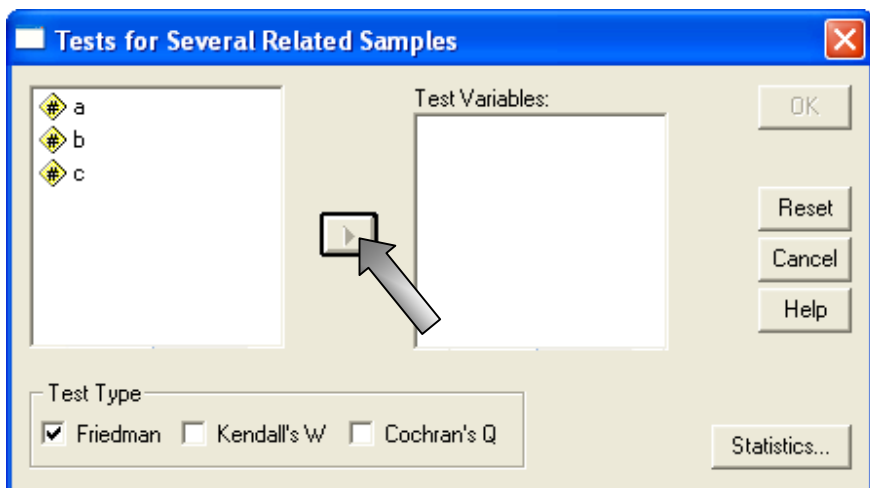 Tests for Several Related Samples
# a
# b
# c
Test Variables:
OK
Reset
Cancel
Help
Test Type
Friedman Kendall's W Cochran's Q
Statistics...